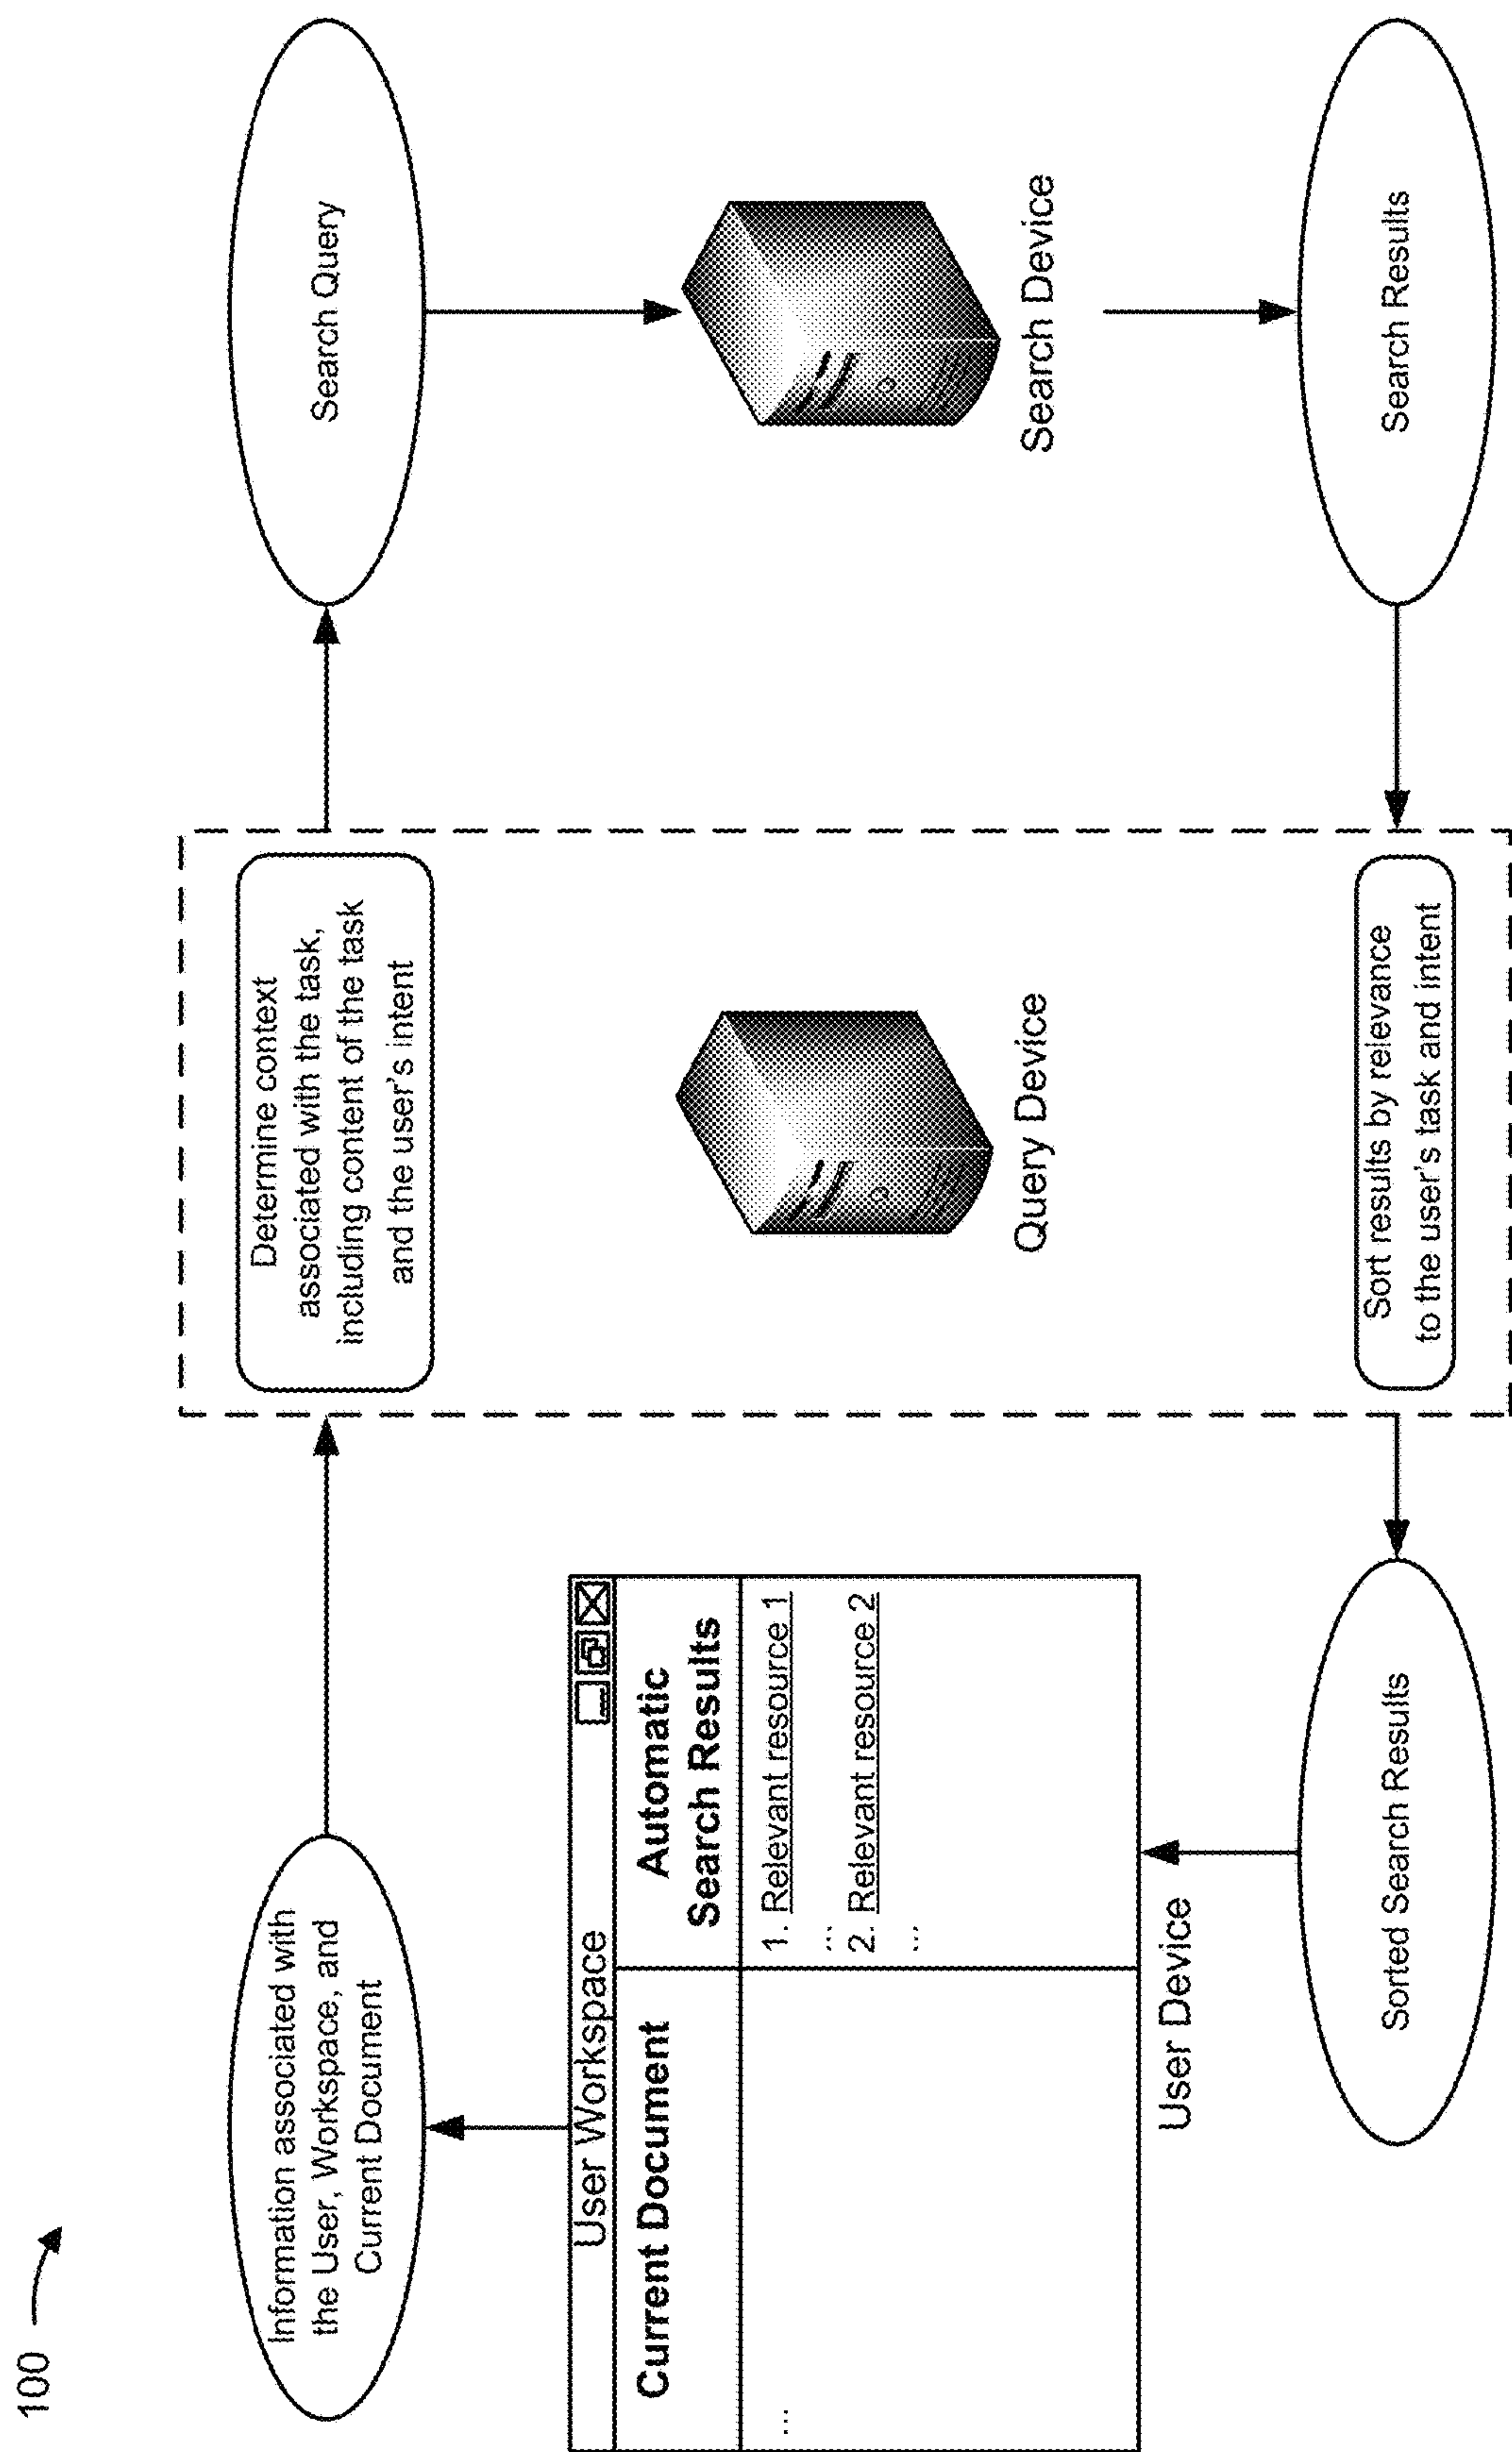 100
Information associated with
the User, Workspace, and
Current Document
Determine context
associated with the task,
including content of the task
and the user's intent
Search Query
User Workspace
Current Document
Automatic
Search Results
...
1. Relevant resource 1
...
2. Relevant resource 2
...
User Device
Query Device
Search Device
Sorted Search Results
Sort results by relevance
to the user's task and intent
Search Results